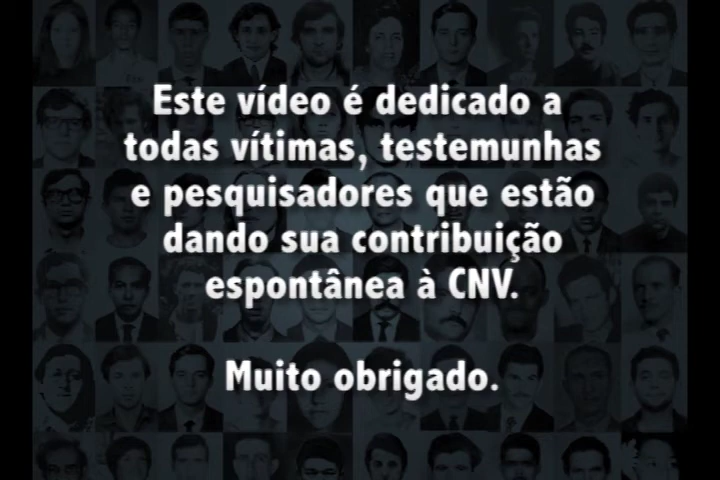 Este vídeo é dedicado a
todas vítimas, testemunhas
e pesquisadores que estão
dando sua contribuição
espontânea à CNV.
Muito obrigado.